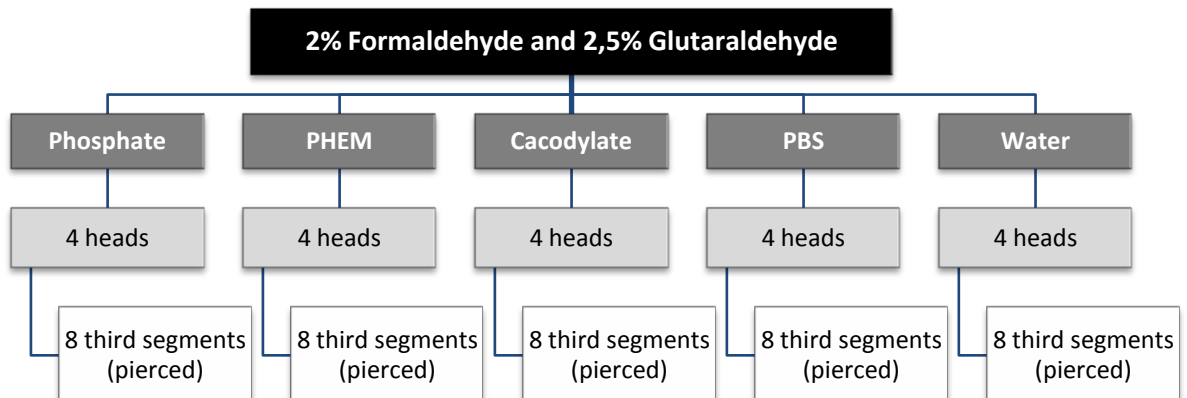 2% Formaldehyde and 2,5% Glutaraldehyde
Phosphate
PHEM
Cacodylate
PBS
Water
4 heads
4 heads
4 heads
4 heads
4 heads
8 third segments
(pierced)
8 third segments
(pierced)
8 third segments
(pierced)
8 third segments
(pierced)
8 third segments
(pierced)